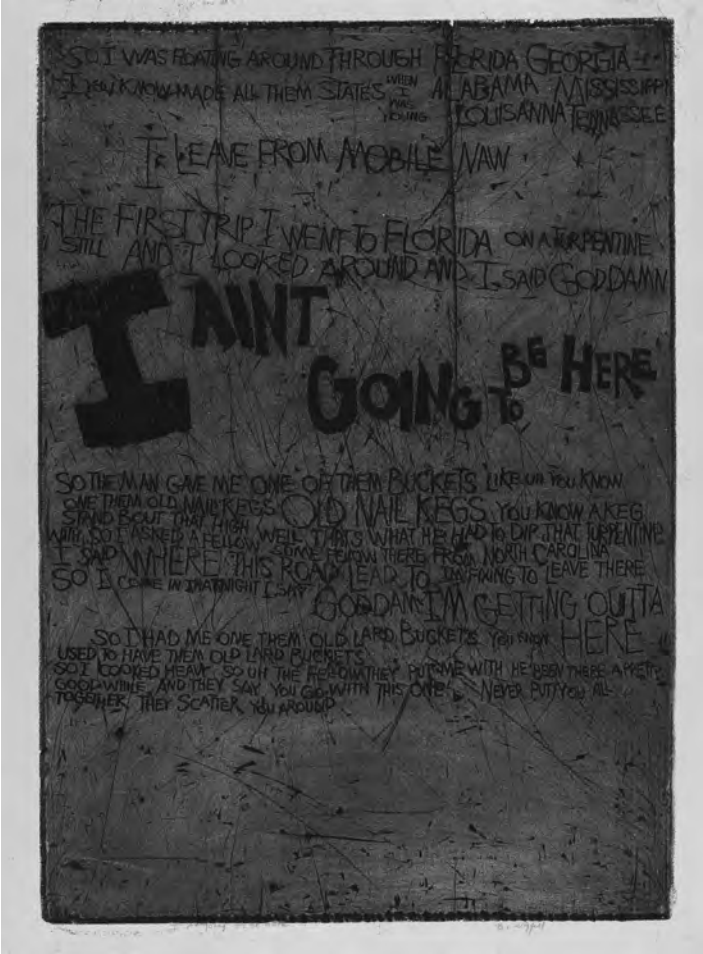 SO I WAS FLOATING AROUND THROUGH FLORIDA GEORGIA
I YOU KNOW MADE ALL THEM STATES WHEN I WAS YOUNG ALABAMA MISSISSIPPI
LOUISANNA TENNASSEE
I LEAVE FROM MOBILE NAW
THE FIRST TRIP I WENT TO FLORIDA ON A TURPENTINE
STILL AND I LOOKED AROUND AND I SAID GODDAMN
I AINT
GOING TO BE HERE
SO THE MAN GAVE ME ONE OF THEM BUCKETS LIKE UH YOU KNOW
ONE THEM OLD NAIL KEGS OLD NAIL KEGS YOU KNOW A KEG
STAND BOUT THAT HIGH WELL THATS WHAT HE HAD TO DIP THAT TURPENTINE
WHY SO I ASKED A FELLOW SOME FELLOW THERE FROM NORTH CAROLINA
I SAID WHERE THIS ROAD LEAD TO IM FIXING TO LEAVE THERE
SO I COME IN THAT NIGHT I SAY
GODDAM I'M GETTING OUTTA
HERE
SO I HAD ME ONE THEM OLD LARD BUCKETS YOU KNOW
USED TO HAVE THEM OLD LARD BUCKETS
SO I LOOKED SO UH THE FELLOW THEY PUT ME WITH HE BEEN THERE A PRETTY
GOOD WHILE AND THEY SAY YOU GO WITH THIS ONE NEVER PUT YOU ALL
TOGETHER THEY SCATTER YOU AROUND